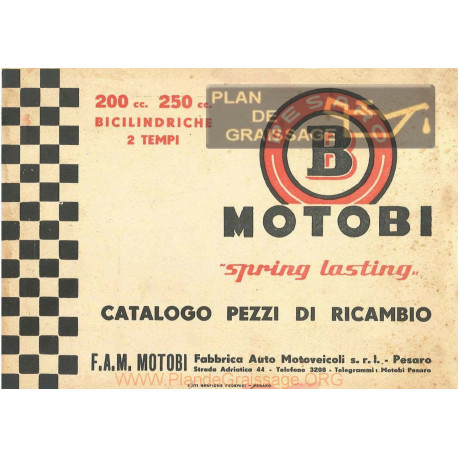 200 cc. 250 cc.
BICILINDRICHE
2 TEMPI
PLAN
DE
GRAISSAGE
PESARO
B
MOTOBI
"spring lasting"
CATALOGO PEZZI DI RICAMBIO
F.A.M. MOTOBI Fabbrica Auto Motoveicoli s.r.l. - Pesaro
Strada Adriatica 44 - Telefono 3208 - Telegrammi: Motobi Pesaro
www.PlandeGraissage.ORG